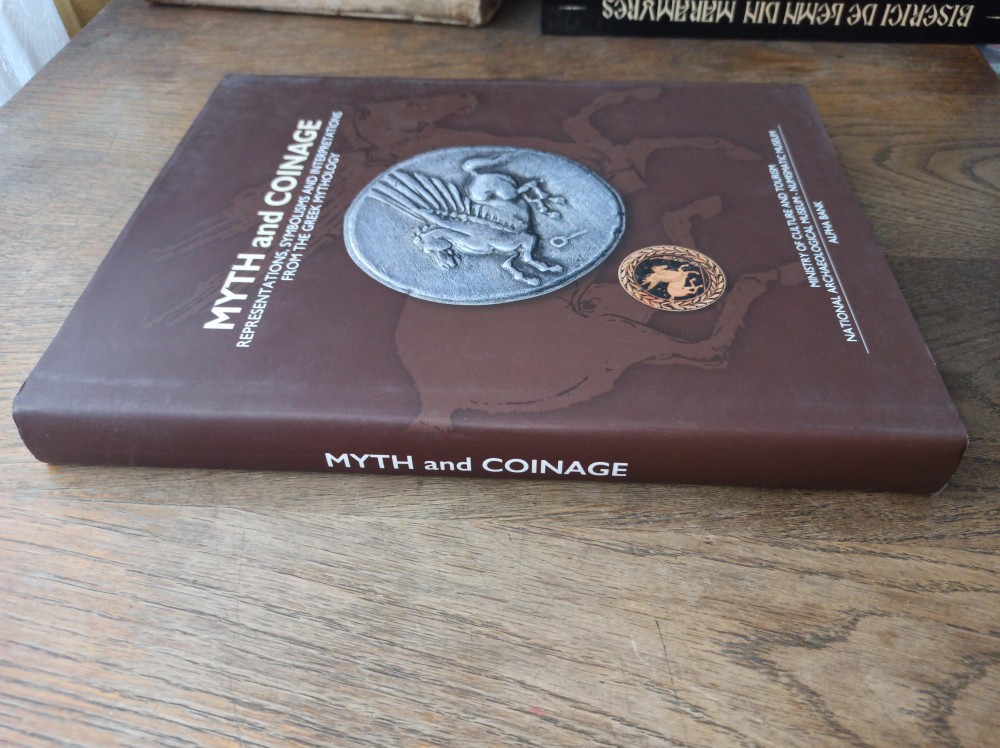 BISERICI DE LEMN DIN MARAMUREȘ
MYTH and COINAGE
REPRESENTATIONS, SYMBOLISMS AND INTERPRETATIONS
FROM THE GREEK MYTHOLOGY
MINISTRY OF CULTURE AND TOURISM
NATIONAL ARCHAEOLOGICAL MUSEUM - NUMISMATIC MUSEUM
ALPHA BANK
MYTH and COINAGE